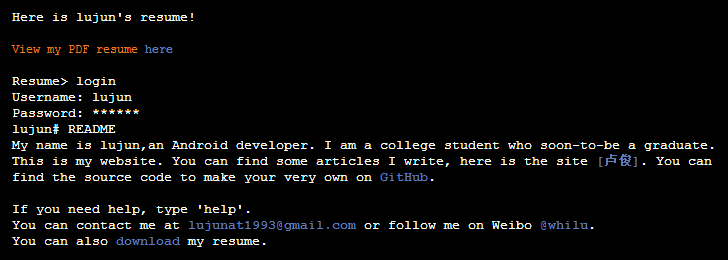 Here is lujun's resume!
View my PDF resume here
Resume> login
Username: lujun
Password: ******
lujun# README
My name is lujun,an Android developer. I am a college student who soon-to-be a graduate.
This is my website. You can find some articles I write, here is the site [卢俊]. You can
find the source code to make your very own on GitHub.
If you need help, type 'help'.
You can contact me at lujunat1993@gmail.com or follow me on Weibo @whilu.
You can also download my resume.